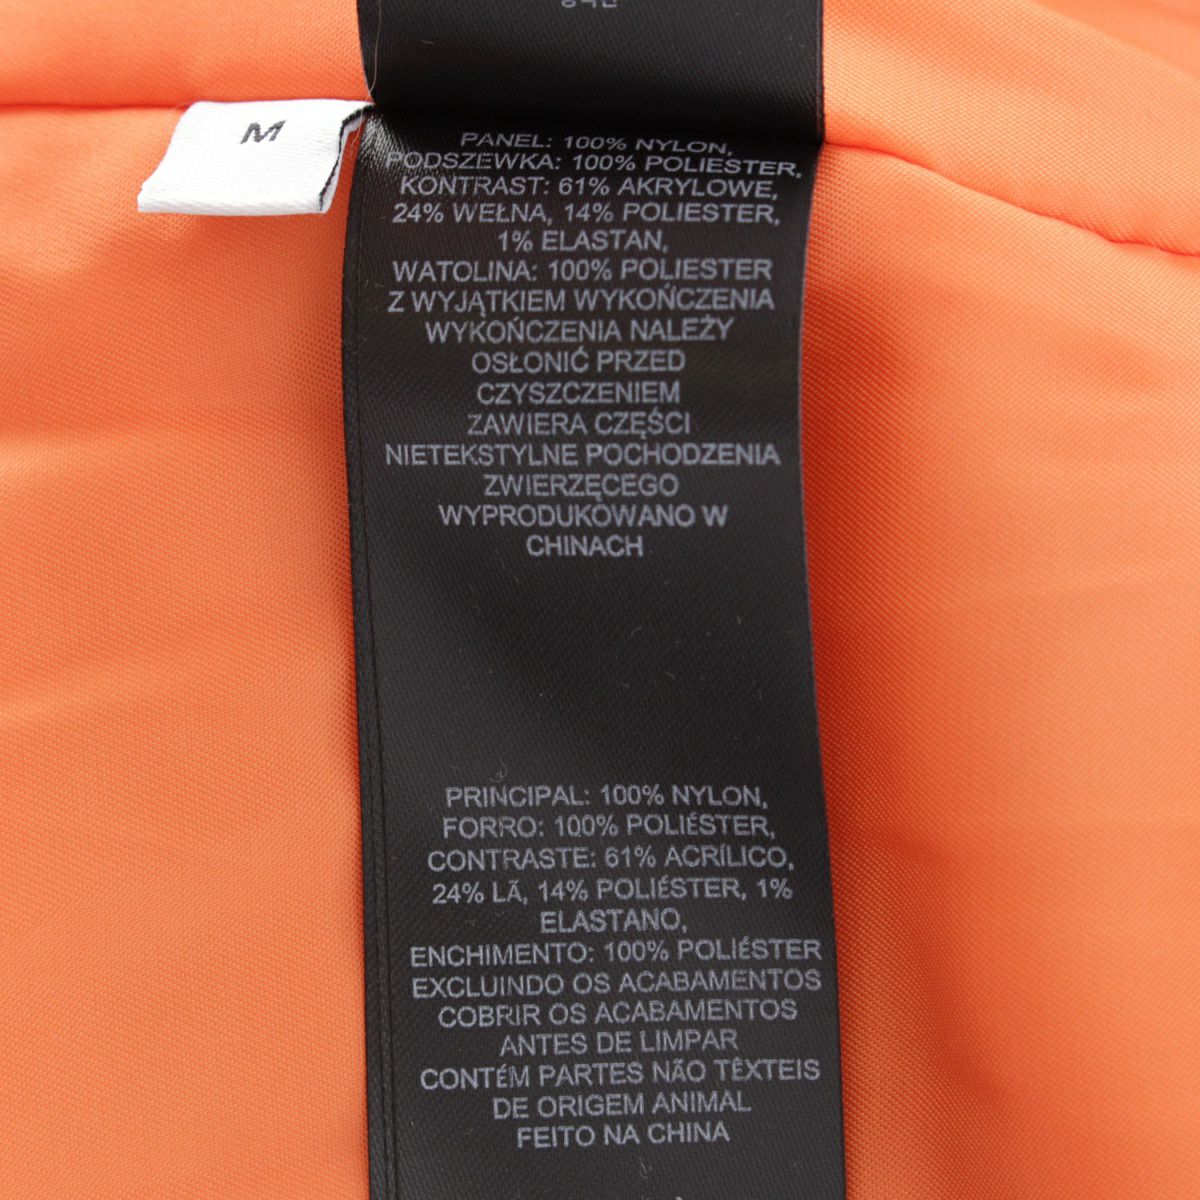 M
PANEL: 100% NYLON,
PODSZEWKA: 100% POLIESTER,
KONTRAST: 61% AKRYLOWE,
24% WEŁNA, 14% POLIESTER,
1% ELASTAN,
WATOLINA: 100% POLIESTER
Z WYJĄTKIEM WYKOŃCZENIA
WYKOŃCZENIA NALEŻY
OSŁONIĆ PRZED
CZYSZCZENIEM
ZAWIERA CZĘŚCI
NIETEKSTYLNE POCHODZENIA
ZWIERZĘCEGO
WYPRODUKOWANO W
CHINACH
PRINCIPAL: 100% NYLON,
FORRO: 100% POLIÉSTER,
CONTRASTE: 61% ACRÍLICO,
24% LÃ, 14% POLIÉSTER, 1%
ELASTANO,
ENCHIMENTO: 100% POLIÉSTER
EXCLUINDO OS ACABAMENTOS
COBRIR OS ACABAMENTOS
ANTES DE LIMPAR
CONTÉM PARTES NÃO TÊXTEIS
DE ORIGEM ANIMAL
FEITO NA CHINA